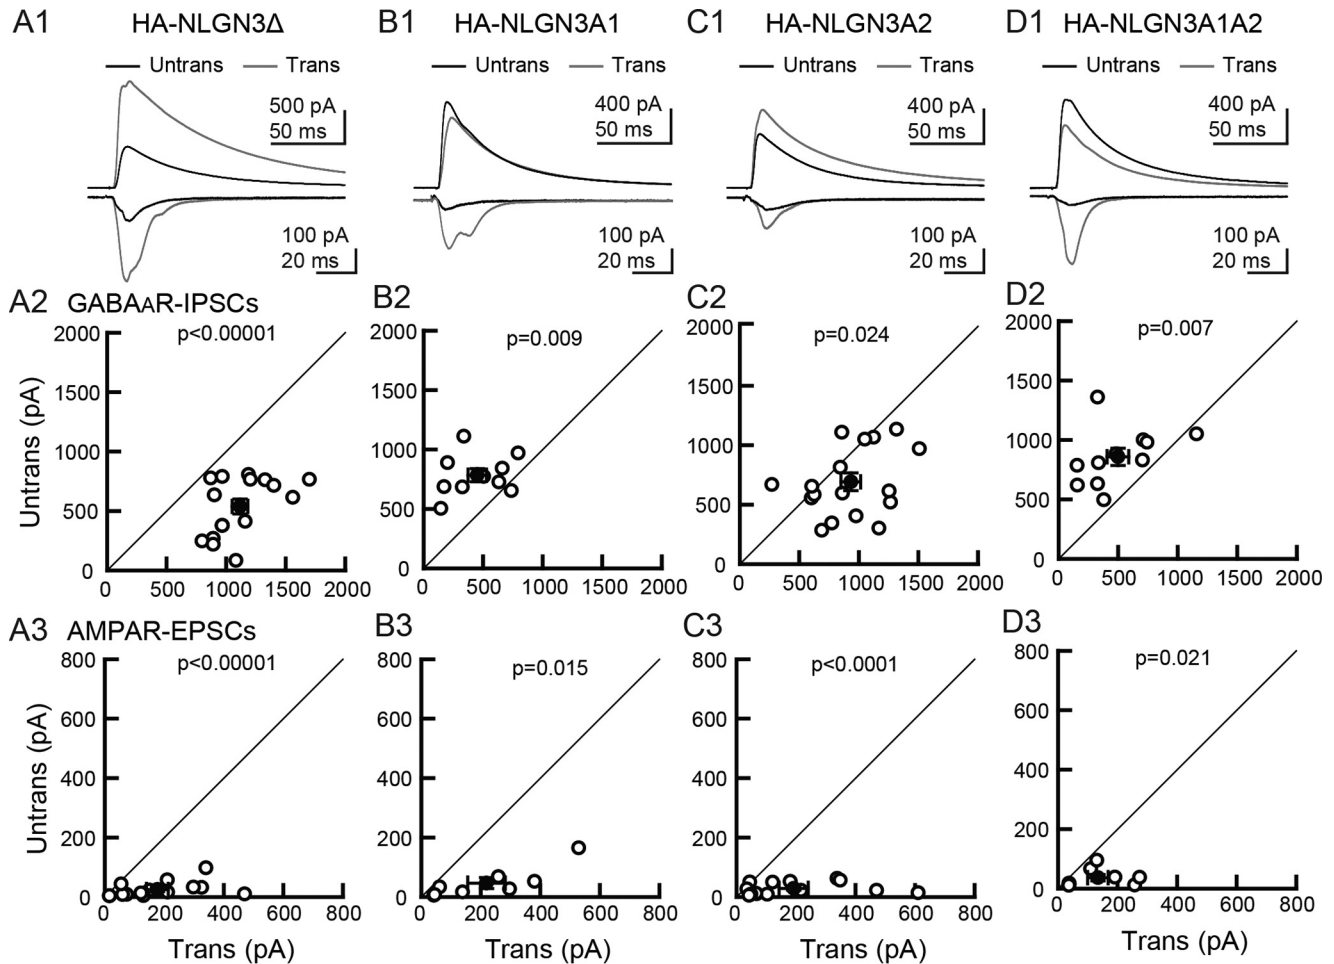 A1 HA-NLGN3Δ B1 HA-NLGN3A1 C1 HA-NLGN3A2 D1 HA-NLGN3A1A2
Untrans Trans Untrans Trans Untrans Trans Untrans Trans
500 pA 400 pA 400 pA 400 pA
50 ms 50 ms 50 ms 50 ms
100 pA 100 pA 100 pA 100 pA
20 ms 20 ms 20 ms 20 ms
A2 GABAAR-IPSCs B2 C2 D2
p<0.00001 p=0.009 p=0.024 p=0.007
Untrans (pA)
2000 2000 2000 2000
1500 1500 1500 1500
1000 1000 1000 1000
500 500 500 500
0 0 0 0
0 500 1000 1500 2000 0 500 1000 1500 2000 0 500 1000 1500 2000 0 500 1000 1500 2000
A3 AMPAR-EPSCs B3 C3 D3
p<0.00001 p=0.015 p<0.0001 p=0.021
Untrans (pA)
800 800 800 800
600 600 600 600
400 400 400 400
200 200 200 200
0 0 0 0
0 200 400 600 800 0 200 400 600 800 0 200 400 600 800 0 200 400 600 800
Trans (pA) Trans (pA) Trans (pA) Trans (pA)